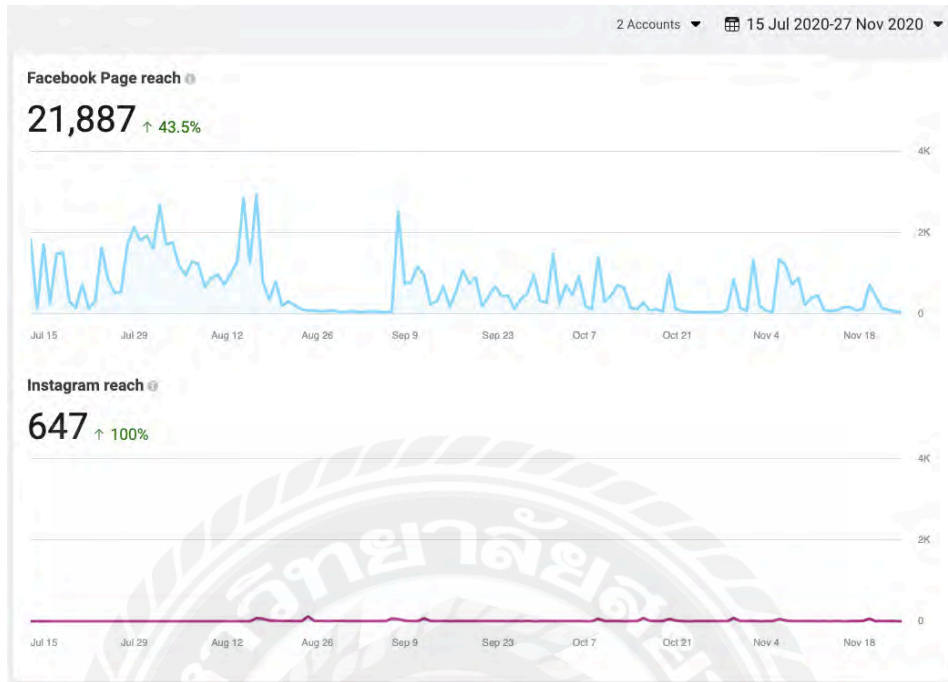 2 Accounts 15 Jul 2020-27 Nov 2020
Facebook Page reach
21,887 ↑ 43.5%
4K
2K
0
Jul 15 Jul 29 Aug 12 Aug 26 Sep 9 Sep 23 Oct 7 Oct 21 Nov 4 Nov 18
Instagram reach
647 ↑ 100%
4K
2K
0
Jul 15 Jul 29 Aug 12 Aug 26 Sep 9 Sep 23 Oct 7 Oct 21 Nov 4 Nov 18